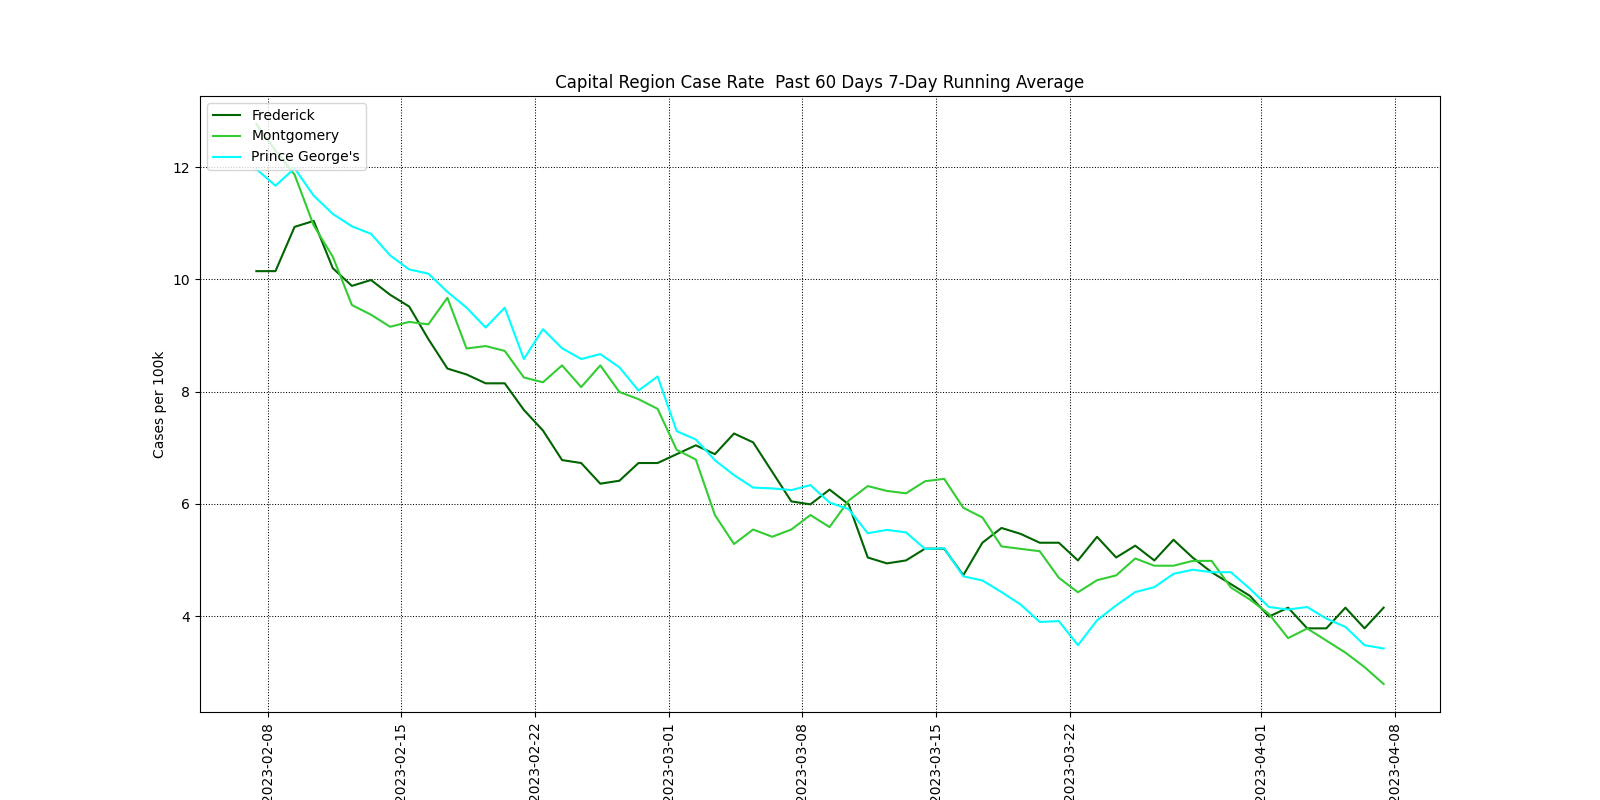 Capital Region Case Rate  Past 60 Days 7-Day Running Average
Frederick
Montgomery
Prince George's
12
10
8
6
4
Cases per 100k
2023-02-08
2023-02-15
2023-02-22
2023-03-01
2023-03-08
2023-03-15
2023-03-22
2023-04-01
2023-04-08